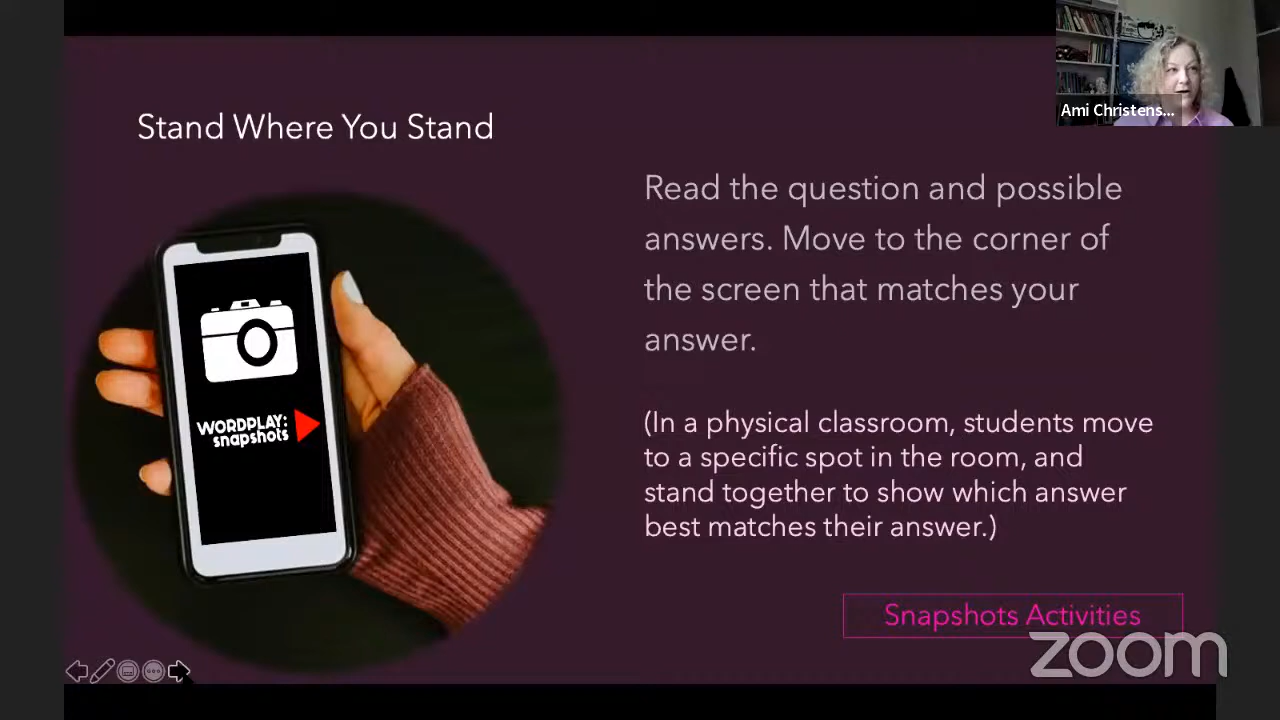 Ami Christens...
Stand Where You Stand
Read the question and possible
answers. Move to the corner of
the screen that matches your
answer.
WORDPLAY:
snapshots
(In a physical classroom, students move
to a specific spot in the room, and
stand together to show which answer
best matches their answer.)
Snapshots Activities
zoom